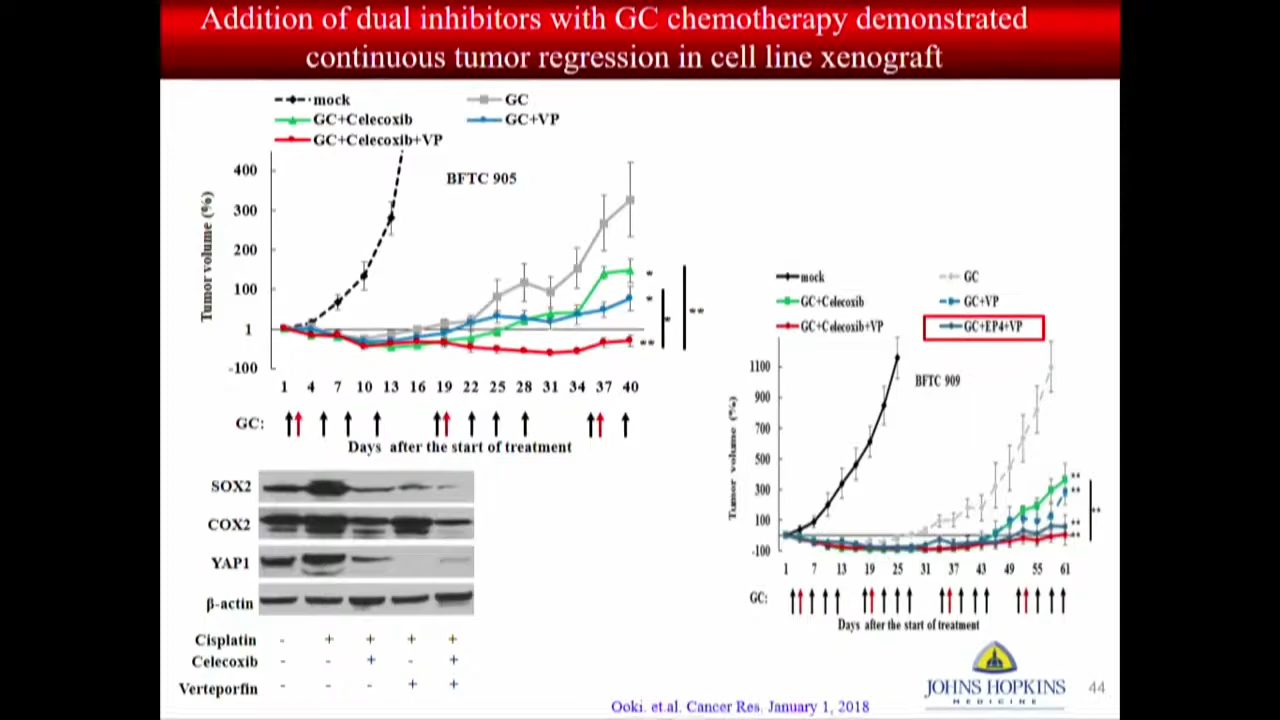 Addition of dual inhibitors with GC chemotherapy demonstrated
continuous tumor regression in cell line xenograft
mock
GC
GC+Celecoxib
GC+VP
GC+Celecoxib+VP
BFTC 905
Tumor volume (%)
400
300
200
100
1
-100
*
*
**
*
**
1 4 7 10 13 16 19 22 25 28 31 34 37 40
GC:
Days after the start of treatment
SOX2
COX2
YAP1
β-actin
Cisplatin - + + + +
Celecoxib - - + - +
Verteporfin - - - + +
mock
GC
GC+Celecoxib
GC+VP
GC+Celecoxib+VP
GC+EP4+VP
BFTC 909
Tumor volume (%)
1100
900
700
500
300
100
-100
**
**
**
**
**
1 7 13 19 25 31 37 43 49 55 61
GC:
Days after the start of treatment
JOHNS HOPKINS
MEDICINE
44
Ooki. et.al. Cancer Res. January 1, 2018